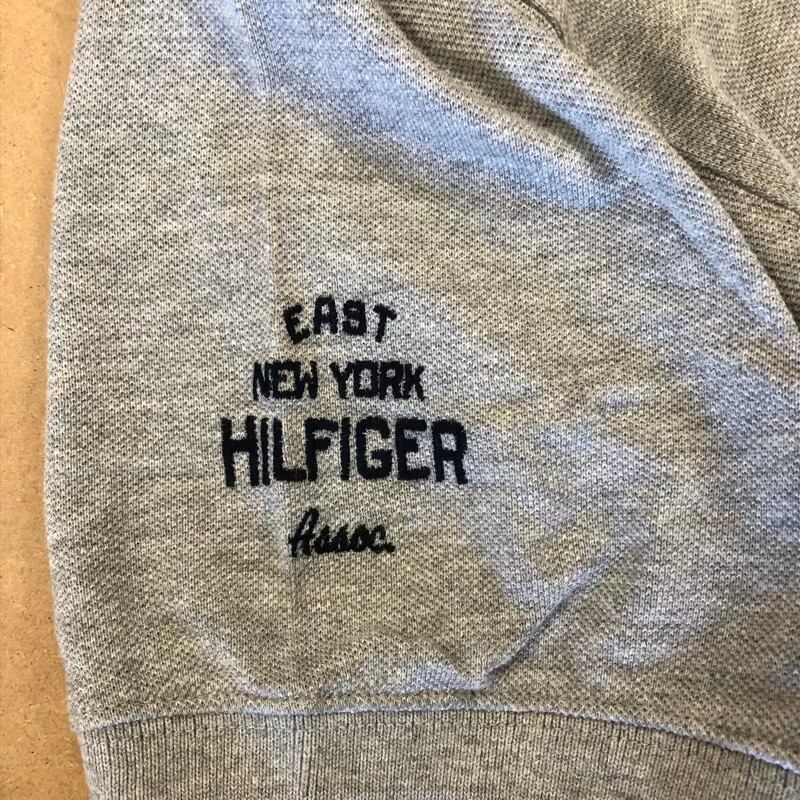 EAST
NEW YORK
HILFIGER
Assoc.